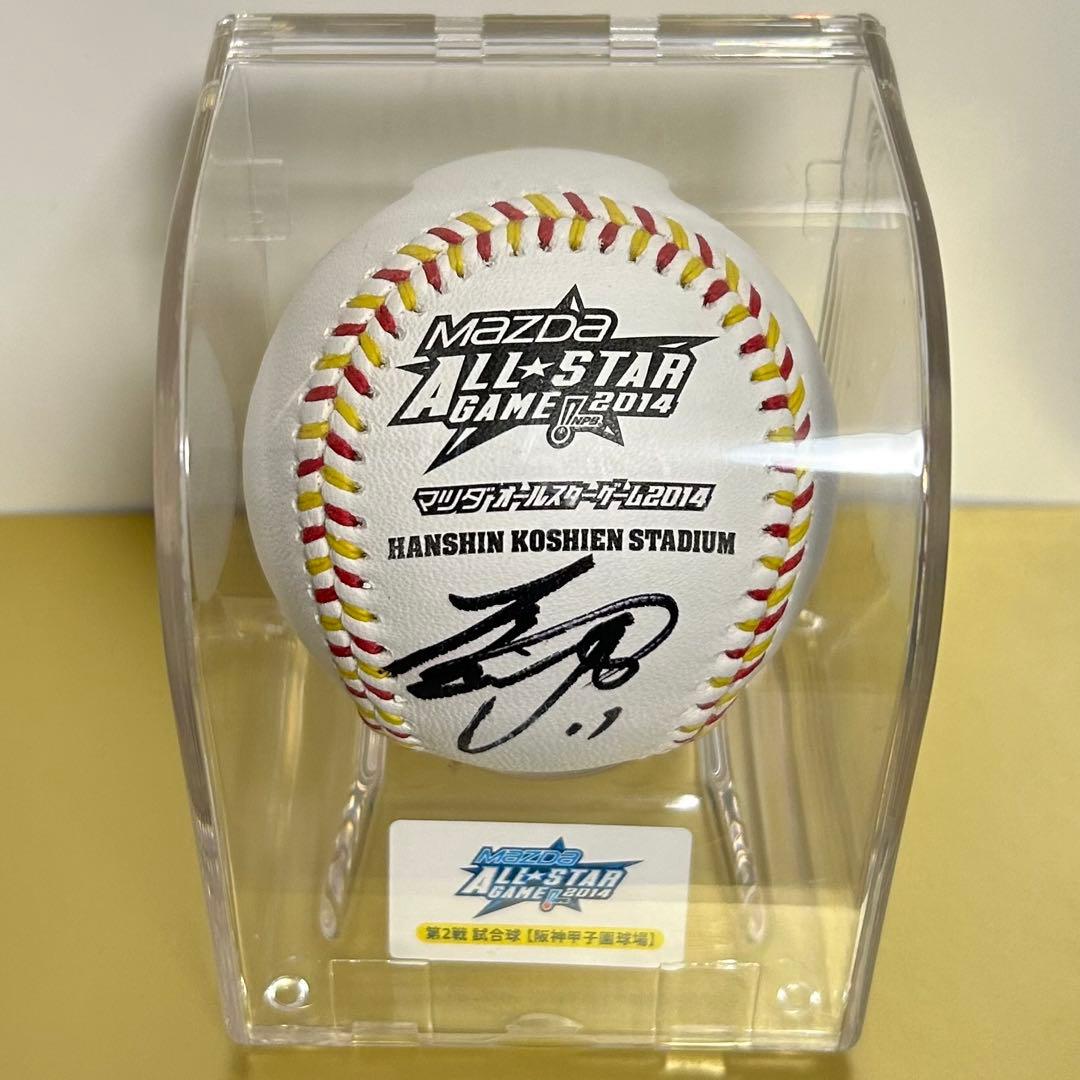 MAZDA
ALL★STAR
GAME 2014
NPB
マツダオールスターゲーム2014
HANSHIN KOSHIEN STADIUM
MAZDA
ALL★STAR
GAME 2014
第2戦 試合球【阪神甲子園球場】